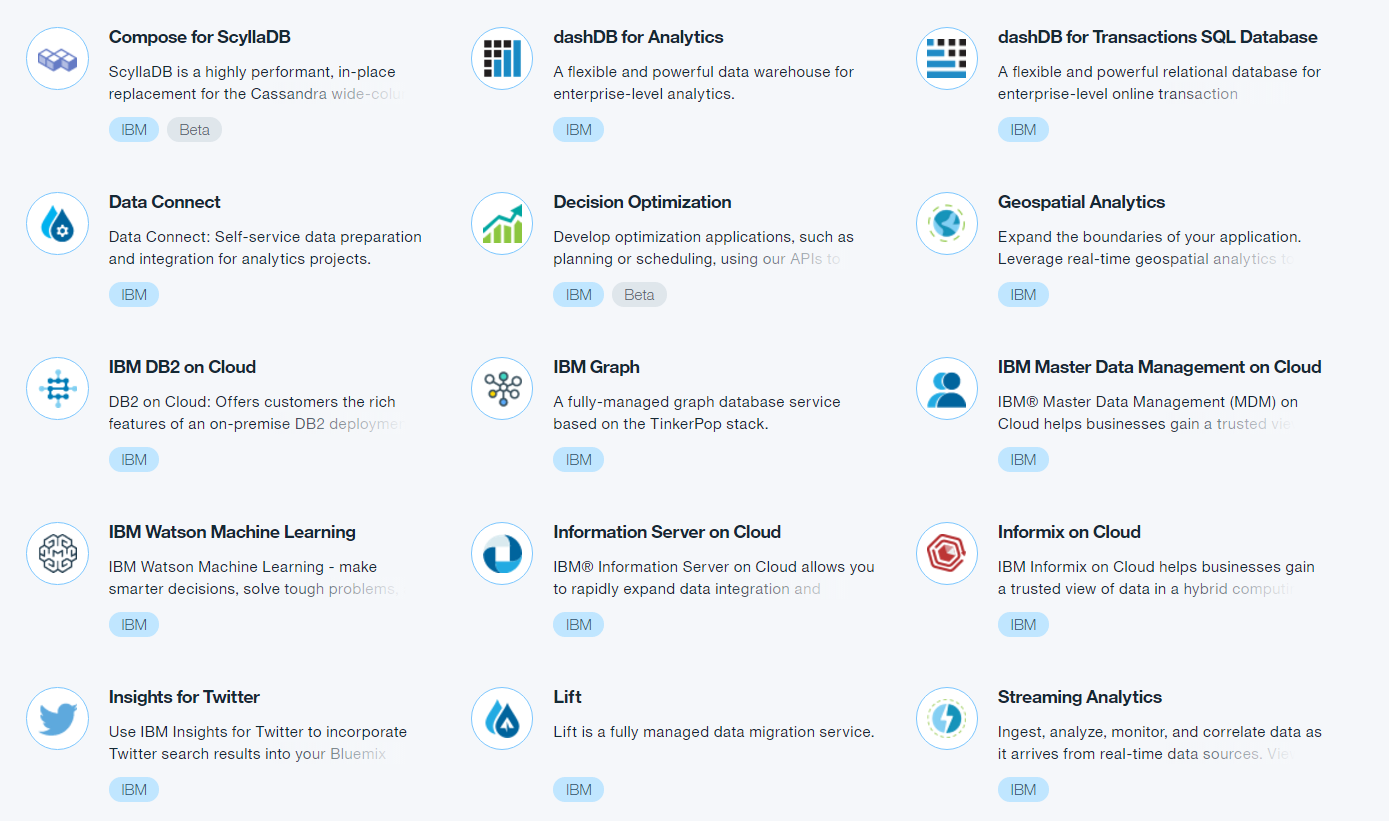 Compose for ScyllaDB
ScyllaDB is a highly performant, in-place
replacement for the Cassandra wide-colu
IBM Beta
dashDB for Analytics
A flexible and powerful data warehouse for
enterprise-level analytics.
IBM
dashDB for Transactions SQL Database
A flexible and powerful relational database for
enterprise-level online transaction
IBM
Data Connect
Data Connect: Self-service data preparation
and integration for analytics projects.
IBM
Decision Optimization
Develop optimization applications, such as
planning or scheduling, using our APIs to
IBM Beta
Geospatial Analytics
Expand the boundaries of your application.
Leverage real-time geospatial analytics to
IBM
IBM DB2 on Cloud
DB2 on Cloud: Offers customers the rich
features of an on-premise DB2 deployme
IBM
IBM Graph
A fully-managed graph database service
based on the TinkerPop stack.
IBM
IBM Master Data Management on Cloud
IBM® Master Data Management (MDM) on
Cloud helps businesses gain a trusted vie
IBM
IBM Watson Machine Learning
IBM Watson Machine Learning - make
smarter decisions, solve tough problems.
IBM
Information Server on Cloud
IBM® Information Server on Cloud allows you
to rapidly expand data integration and
IBM
Informix on Cloud
IBM Informix on Cloud helps businesses gain
a trusted view of data in a hybrid computi
IBM
Insights for Twitter
Use IBM Insights for Twitter to incorporate
Twitter search results into your Bluemix
IBM
Lift
Lift is a fully managed data migration service.
IBM
Streaming Analytics
Ingest, analyze, monitor, and correlate data as
it arrives from real-time data sources. Vie
IBM